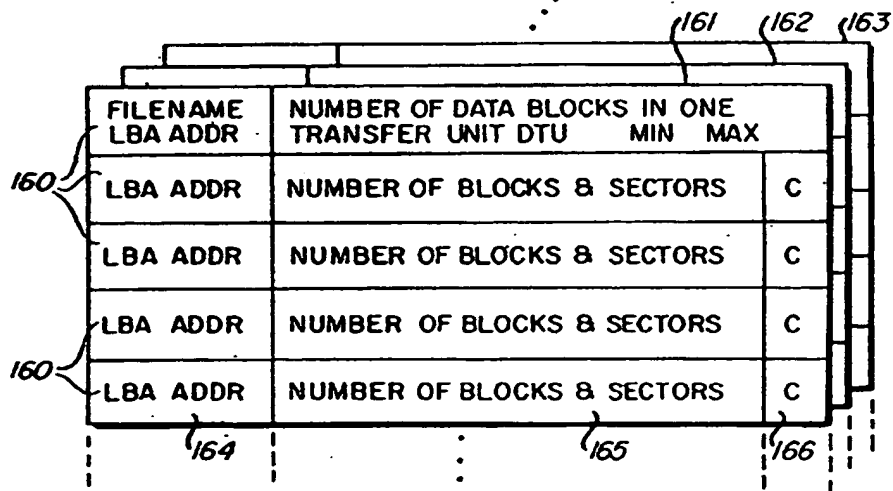 161 162 163
FILENAME NUMBER OF DATA BLOCKS IN ONE
LBA ADDR TRANSFER UNIT DTU MIN MAX
160 LBA ADDR NUMBER OF BLOCKS & SECTORS C
LBA ADDR NUMBER OF BLOCKS & SECTORS C
LBA ADDR NUMBER OF BLOCKS & SECTORS C
160 LBA ADDR NUMBER OF BLOCKS & SECTORS C
164 165 166